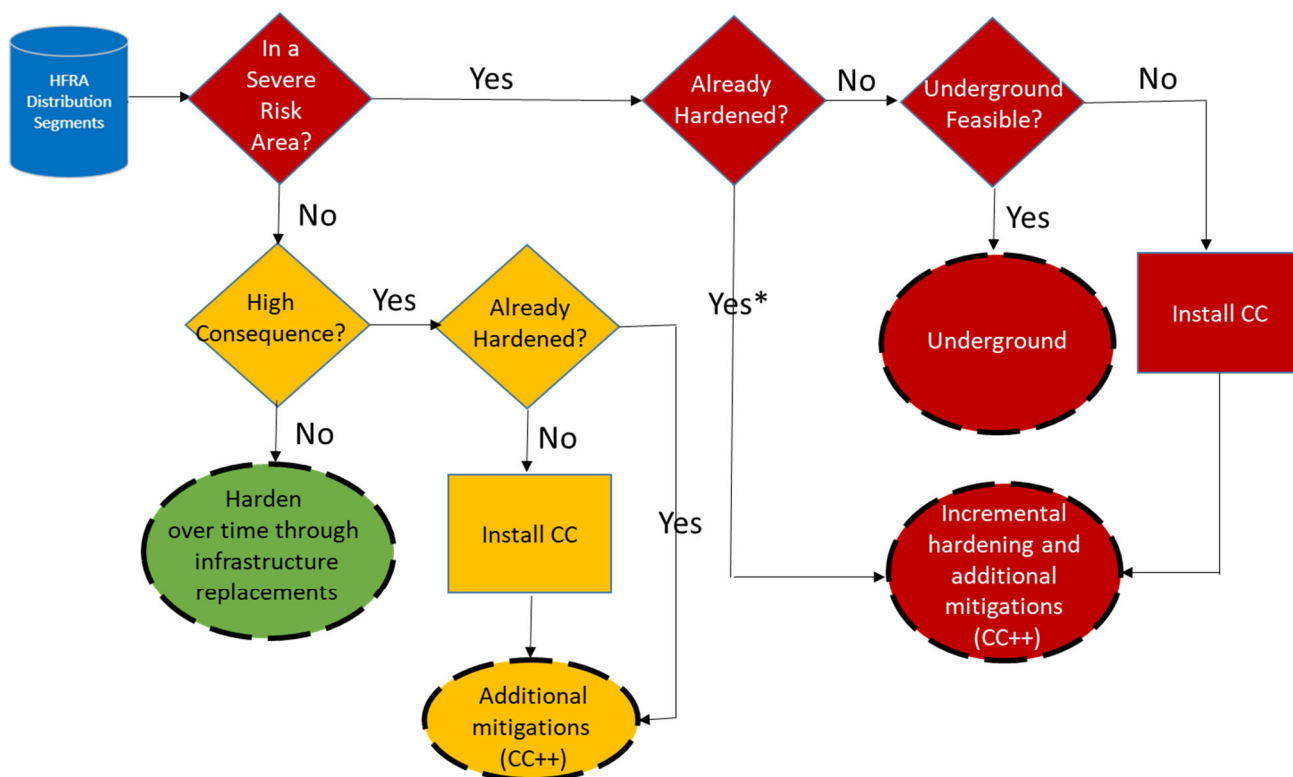 HFRA
Distribution
Segments
In a
Severe
Risk
Area?
Yes
Already
Hardened?
No
Underground
Feasible?
No
No
Yes
High
Consequence?
Yes
Already
Hardened?
Yes*
Underground
Install CC
No
No
Yes
Harden
over time through
infrastructure
replacements
Install CC
Incremental
hardening and
additional
mitigations
(CC++)
Additional
mitigations
(CC++)